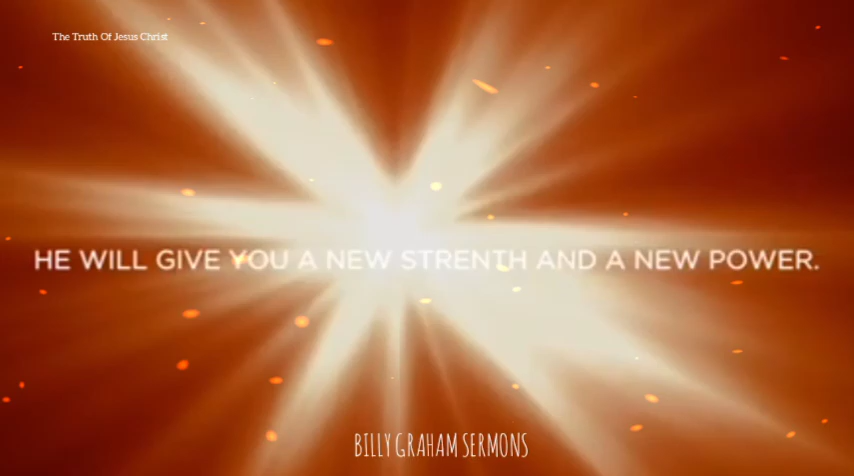 The Truth Of Jesus Christ
HE WILL GIVE YOU A NEW STRENTH AND A NEW POWER.
BILLY GRAHAM SERMONS